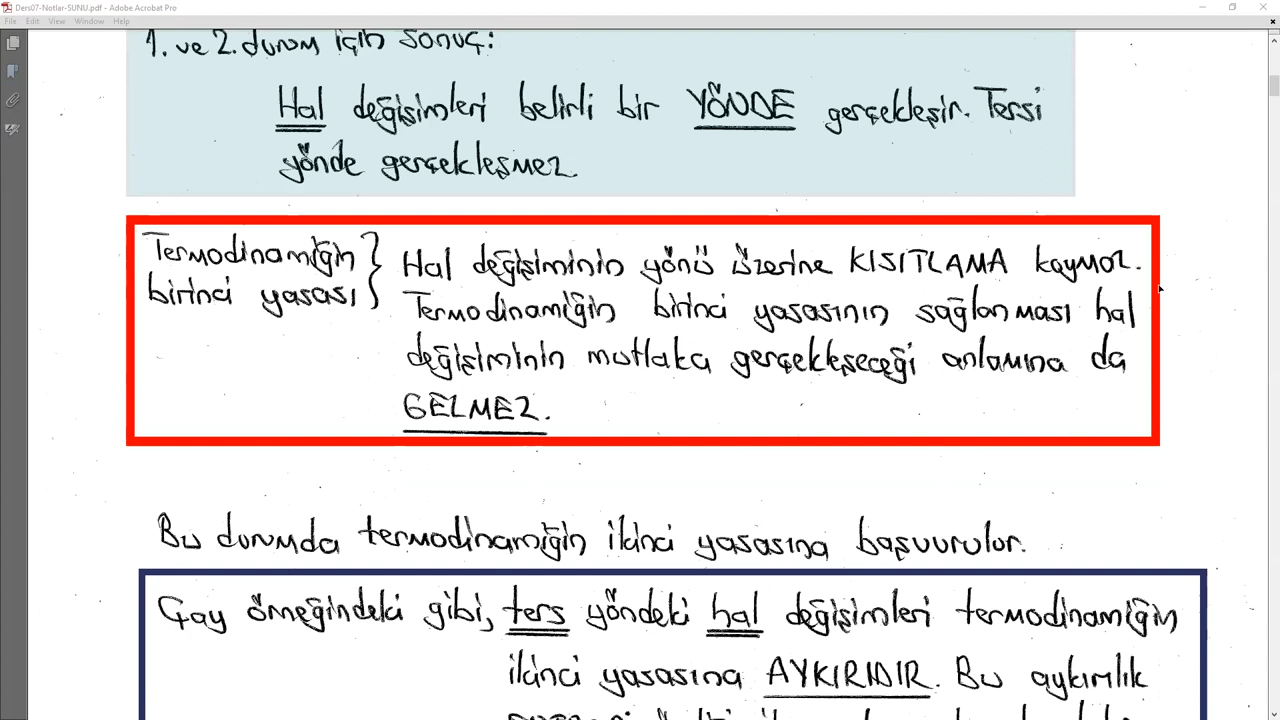 Ders07-Notlar-SUNU.pdf - Adobe Acrobat Pro
File Edit View Window Help
1. ve 2. durum için sonuç:
Hal değişimleri belirli bir YÖNDE gerçekleşir. Tersi
yönde gerçekleşmez.
Termodinamiğin
birinci yasası
Hal değişiminin yönü üzerine KISITLAMA koymaz.
Termodinamiğin birinci yasasının sağlanması hal
değişiminin mutlaka gerçekleşeceği anlamına da
GELMEZ.
Bu durumda termodinamiğin ikinci yasasına başvurulur.
Çay örneğindeki gibi, ters yöndeki hal değişimleri termodinamiğin
ikinci yasasına AYKIRIDIR. Bu aykırılık